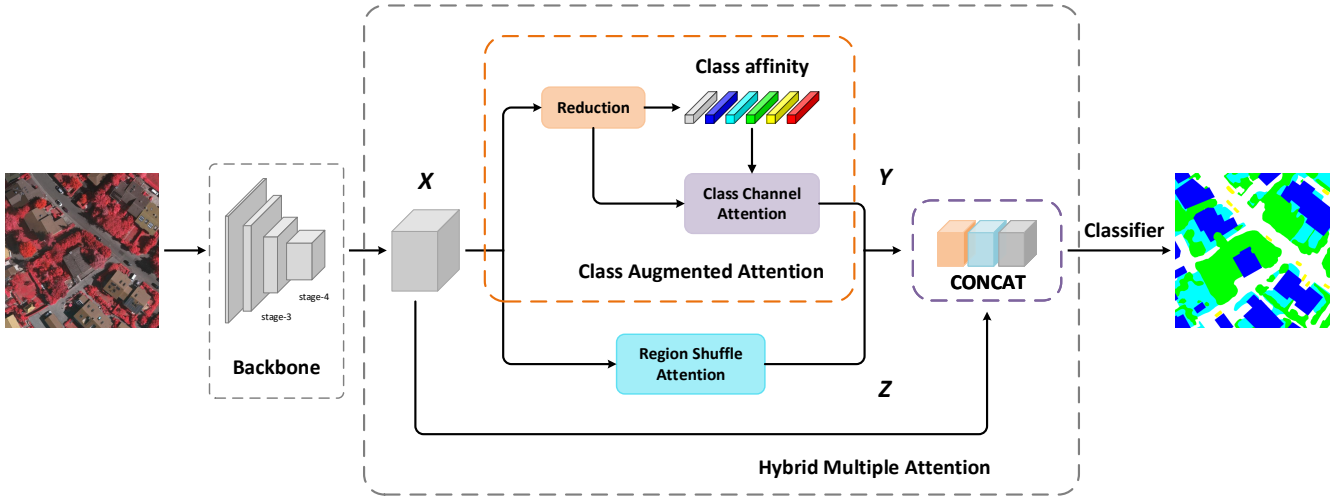 Class affinity
Reduction
X
Y
Class Channel
Attention
Classifier
Class Augmented Attention
CONCAT
stage-4
stage-3
Backbone
Region Shuffle
Attention
Z
Hybrid Multiple Attention